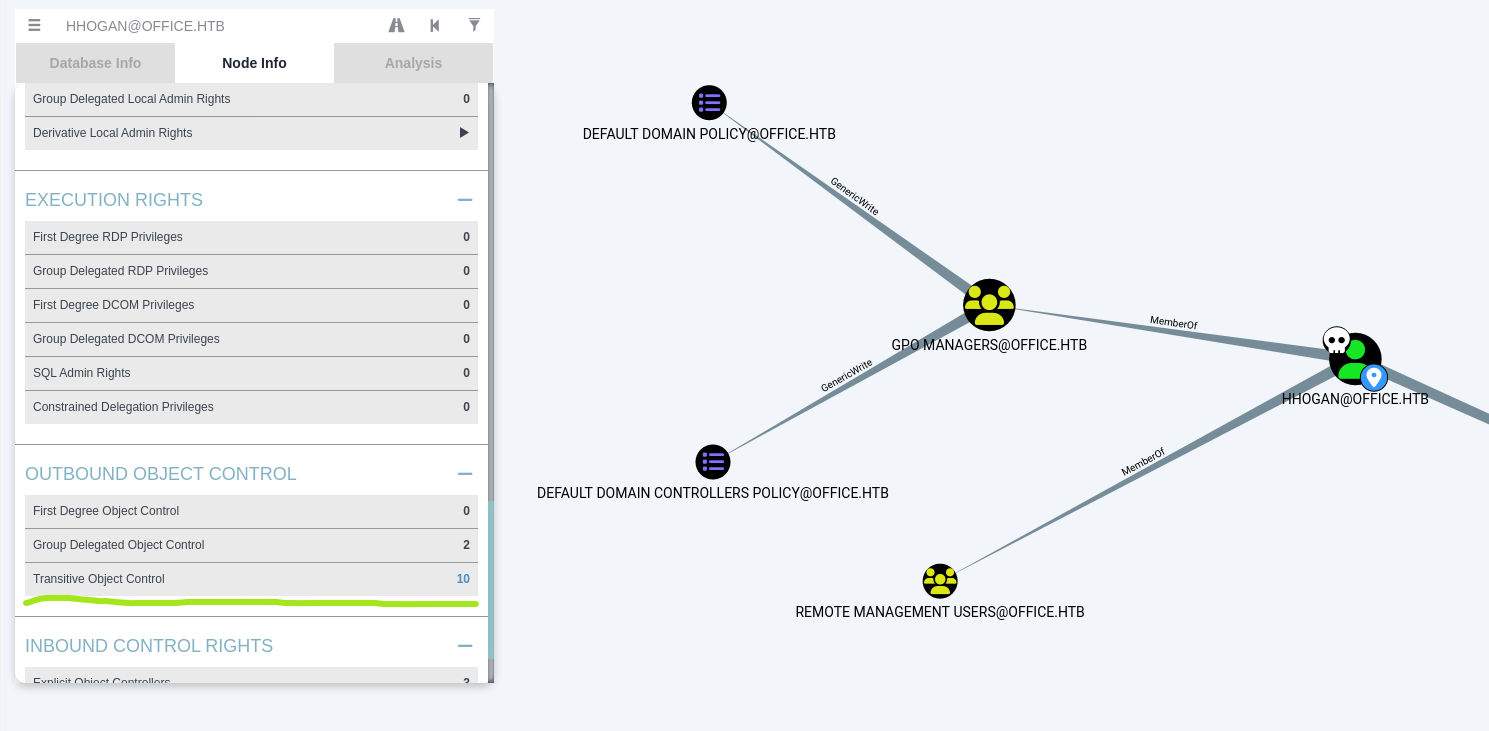 HHOGAN@OFFICE.HTB
Database Info
Node Info
Analysis
Group Delegated Local Admin Rights 0
Derivative Local Admin Rights
EXECUTION RIGHTS
First Degree RDP Privileges 0
Group Delegated RDP Privileges 0
First Degree DCOM Privileges 0
Group Delegated DCOM Privileges 0
SQL Admin Rights 0
Constrained Delegation Privileges 0
OUTBOUND OBJECT CONTROL
First Degree Object Control 0
Group Delegated Object Control 2
Transitive Object Control 10
INBOUND CONTROL RIGHTS
Explicit Object Controllers
DEFAULT DOMAIN POLICY@OFFICE.HTB
GenericWrite
GPO MANAGERS@OFFICE.HTB
MemberOf
HHOGAN@OFFICE.HTB
GenericWrite
DEFAULT DOMAIN CONTROLLERS POLICY@OFFICE.HTB
MemberOf
REMOTE MANAGEMENT USERS@OFFICE.HTB